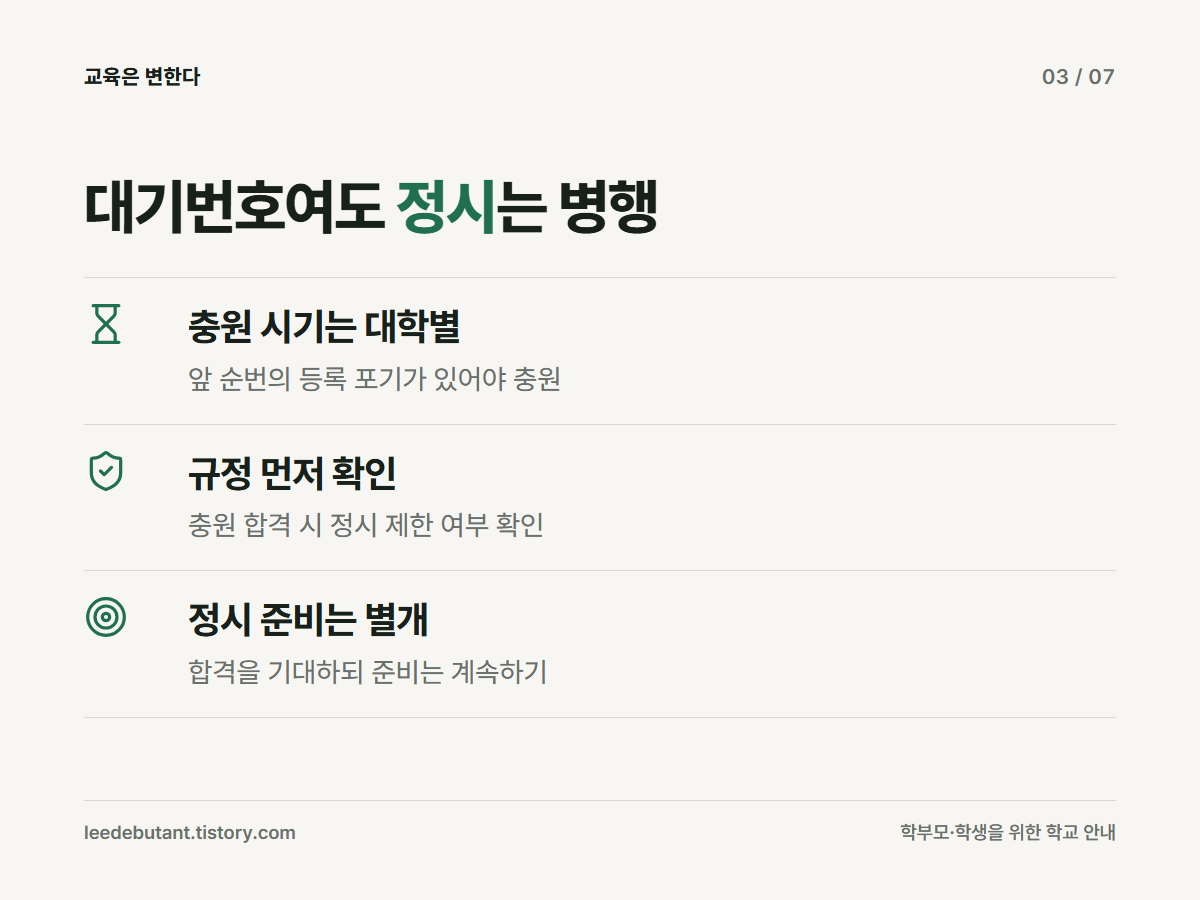 교육은 변한다
03 / 07
대기번호여도 정시는 병행
충원 시기는 대학별
앞 순번의 등록 포기가 있어야 충원
규정 먼저 확인
충원 합격 시 정시 제한 여부 확인
정시 준비는 별개
합격을 기대하되 준비는 계속하기
leedebutant.tistory.com
학부모·학생을 위한 학교 안내